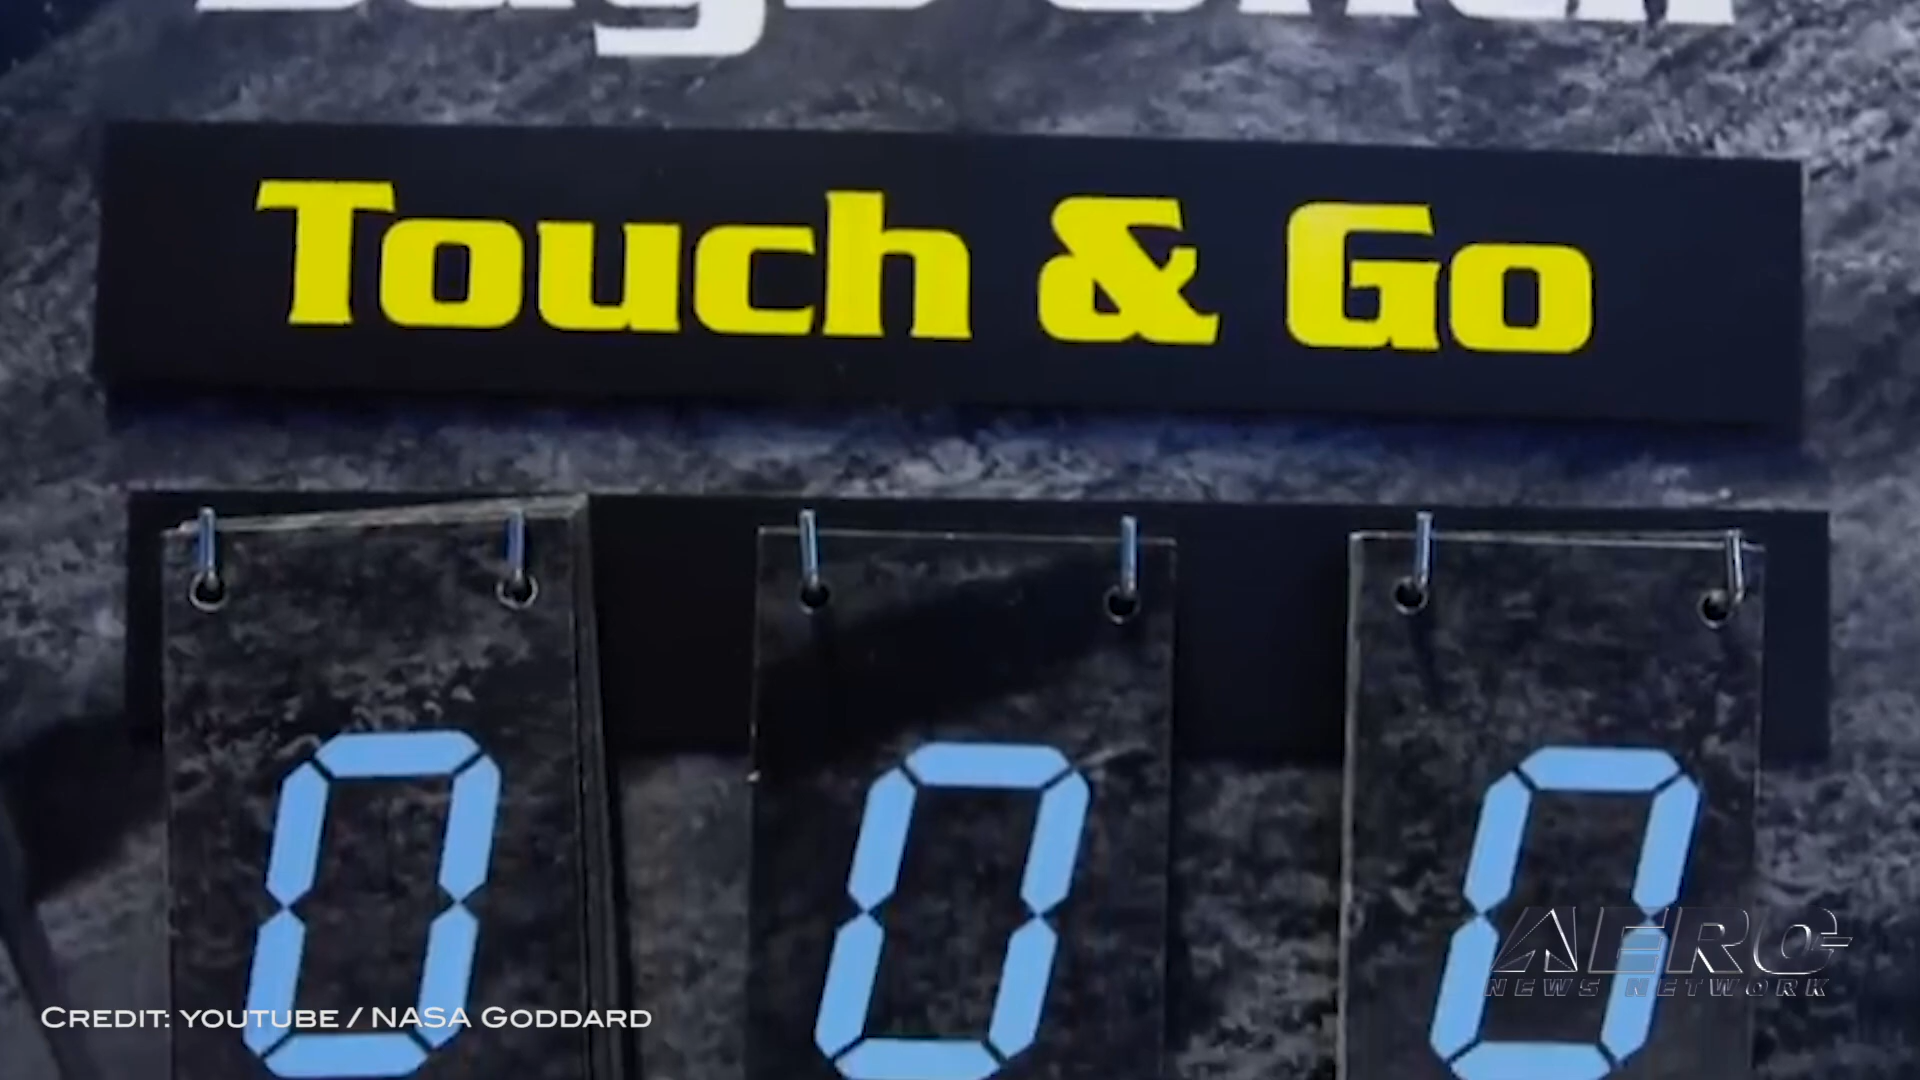 Touch & Go
0 0 0
AERO
NEWS NETWORK
CREDIT: YOUTUBE / NASA GODDARD